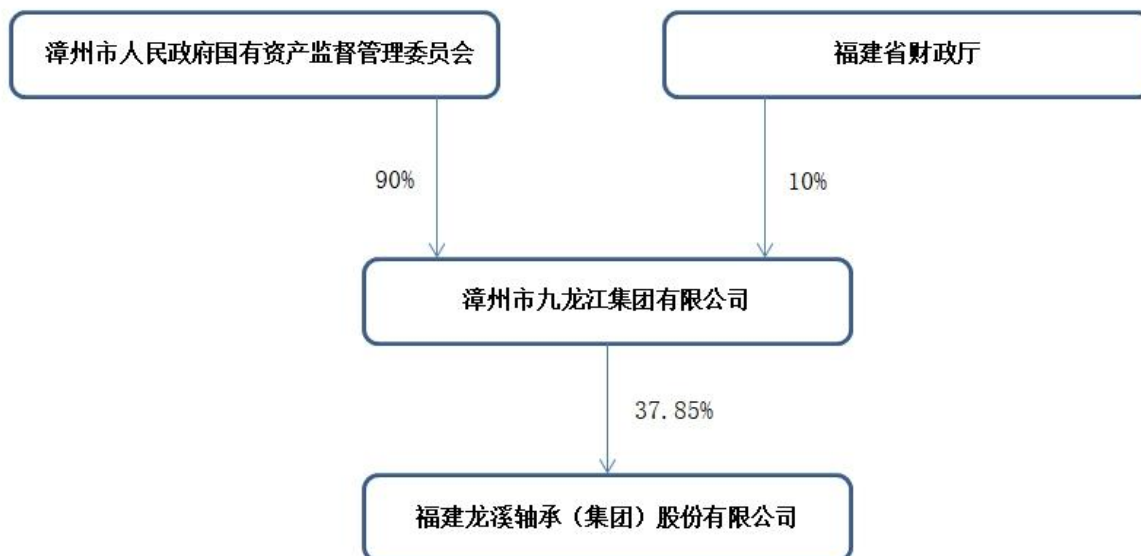 漳州市人民政府国有资产监督管理委员会
福建省财政厅
90%
10%
漳州市九龙江集团有限公司
37.85%
福建龙溪轴承（集团）股份有限公司